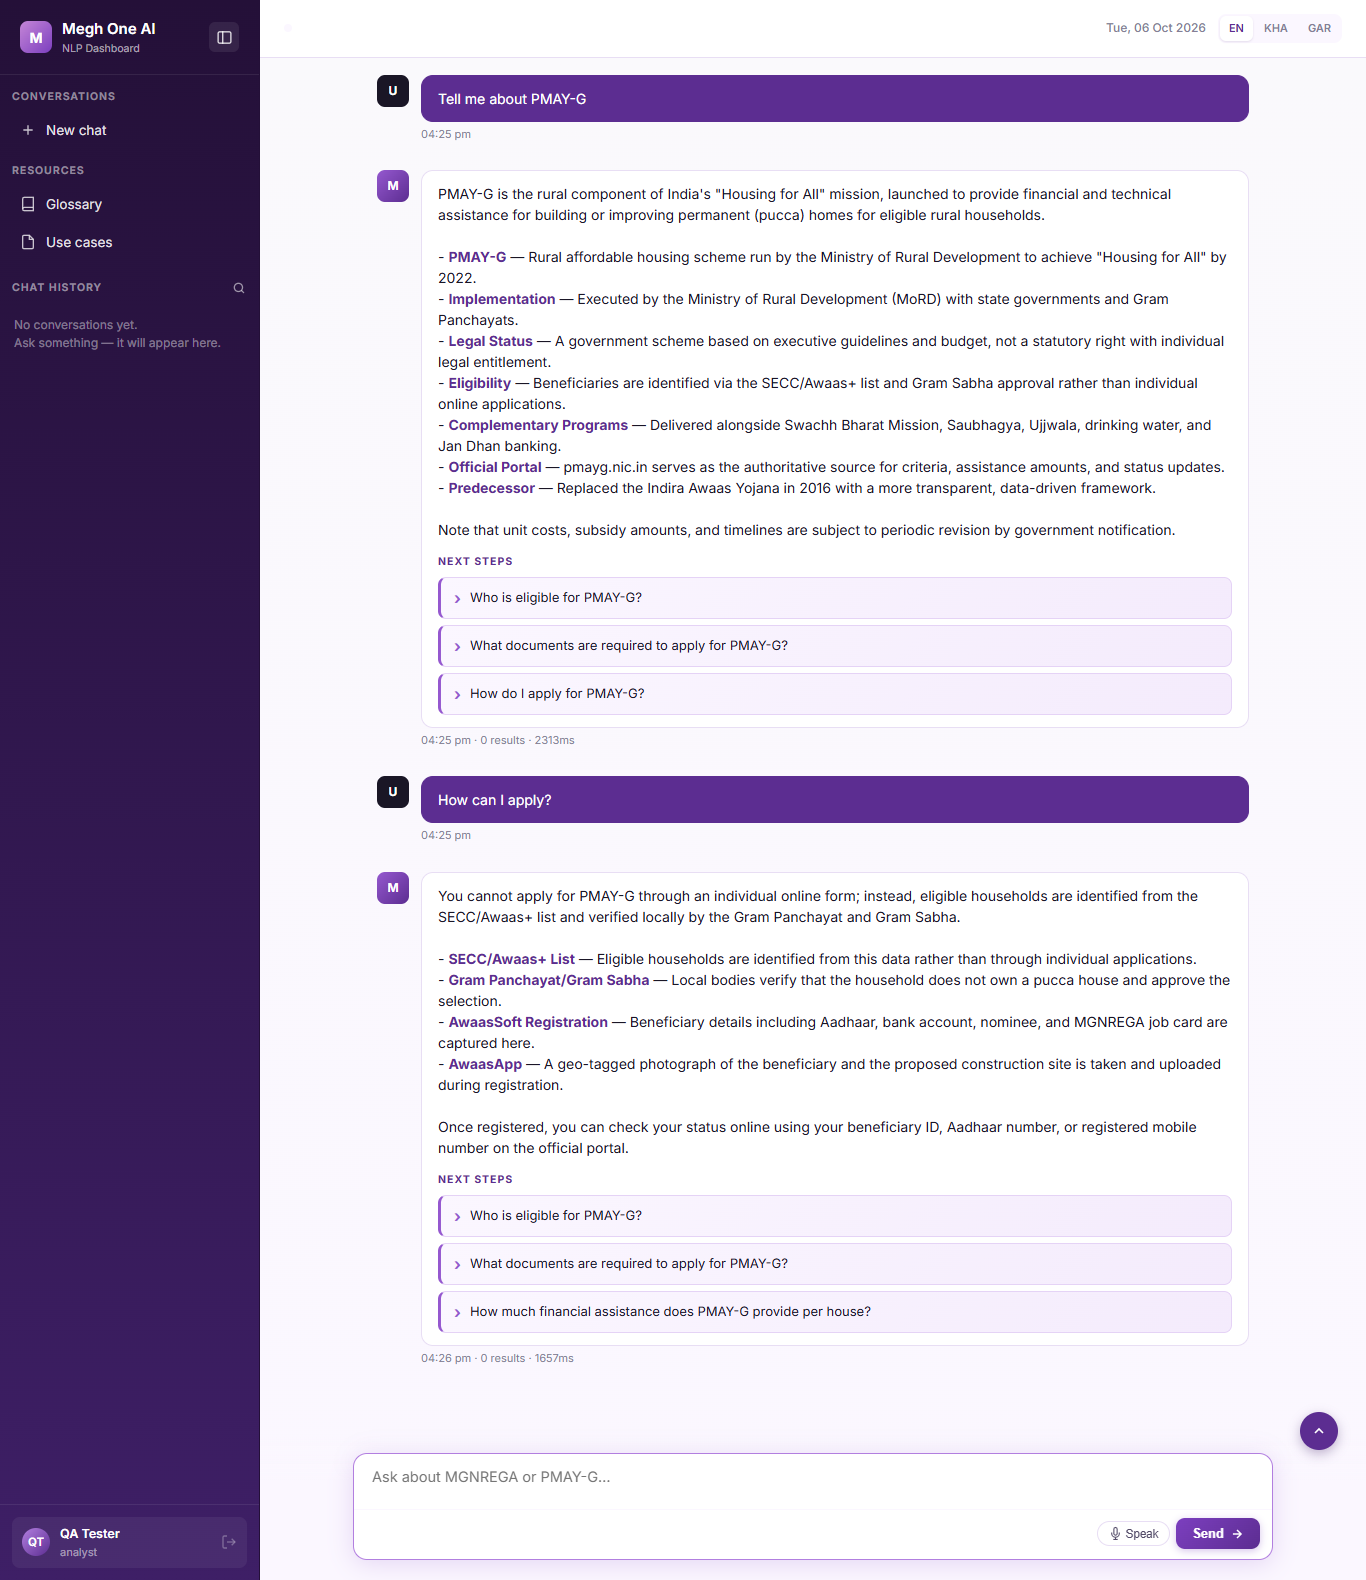 M
Megh One AI
NLP Dashboard
CONVERSATIONS
+ New chat
RESOURCES
Glossary
Use cases
CHAT HISTORY
No conversations yet.
Ask something — it will appear here.
QT
QA Tester
analyst
Tue, 06 Oct 2026
EN KHA GAR
U
Tell me about PMAY-G
04:25 pm
M
PMAY-G is the rural component of India's "Housing for All" mission, launched to provide financial and technical
assistance for building or improving permanent (pucca) homes for eligible rural households.
- PMAY-G — Rural affordable housing scheme run by the Ministry of Rural Development to achieve "Housing for All" by
2022.
- Implementation — Executed by the Ministry of Rural Development (MoRD) with state governments and Gram
Panchayats.
- Legal Status — A government scheme based on executive guidelines and budget, not a statutory right with individual
legal entitlement.
- Eligibility — Beneficiaries are identified via the SECC/Awaas+ list and Gram Sabha approval rather than individual
online applications.
- Complementary Programs — Delivered alongside Swachh Bharat Mission, Saubhagya, Ujjwala, drinking water, and
Jan Dhan banking.
- Official Portal — pmayg.nic.in serves as the authoritative source for criteria, assistance amounts, and status updates.
- Predecessor — Replaced the Indira Awaas Yojana in 2016 with a more transparent, data-driven framework.
Note that unit costs, subsidy amounts, and timelines are subject to periodic revision by government notification.
NEXT STEPS
› Who is eligible for PMAY-G?
› What documents are required to apply for PMAY-G?
› How do I apply for PMAY-G?
04:25 pm · 0 results · 2313ms
U
How can I apply?
04:25 pm
M
You cannot apply for PMAY-G through an individual online form; instead, eligible households are identified from the
SECC/Awaas+ list and verified locally by the Gram Panchayat and Gram Sabha.
- SECC/Awaas+ List — Eligible households are identified from this data rather than through individual applications.
- Gram Panchayat/Gram Sabha — Local bodies verify that the household does not own a pucca house and approve the
selection.
- AwaasSoft Registration — Beneficiary details including Aadhaar, bank account, nominee, and MGNREGA job card are
captured here.
- AwaasApp — A geo-tagged photograph of the beneficiary and the proposed construction site is taken and uploaded
during registration.
Once registered, you can check your status online using your beneficiary ID, Aadhaar number, or registered mobile
number on the official portal.
NEXT STEPS
› Who is eligible for PMAY-G?
› What documents are required to apply for PMAY-G?
› How much financial assistance does PMAY-G provide per house?
04:26 pm · 0 results · 1657ms
Ask about MGNREGA or PMAY-G...
Speak
Send →